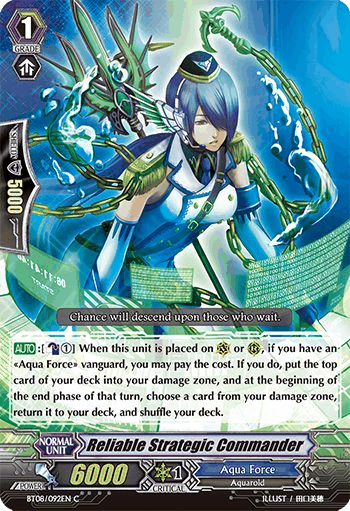 1
GRADE
5000
Chance will descend upon those who wait.
AUTO :[ ①] When this unit is placed on or , if you have an
«Aqua Force» vanguard, you may pay the cost. If you do, put the top
card of your deck into your damage zone, and at the beginning of
the end phase of that turn, choose a card from your damage zone,
return it to your deck, and shuffle your deck.
NORMAL
UNIT
Reliable Strategic Commander
POWER
6000
1
CRITICAL
Aqua Force
Aquaroid
BT08/092EN C
ILLUST / 田口美穂